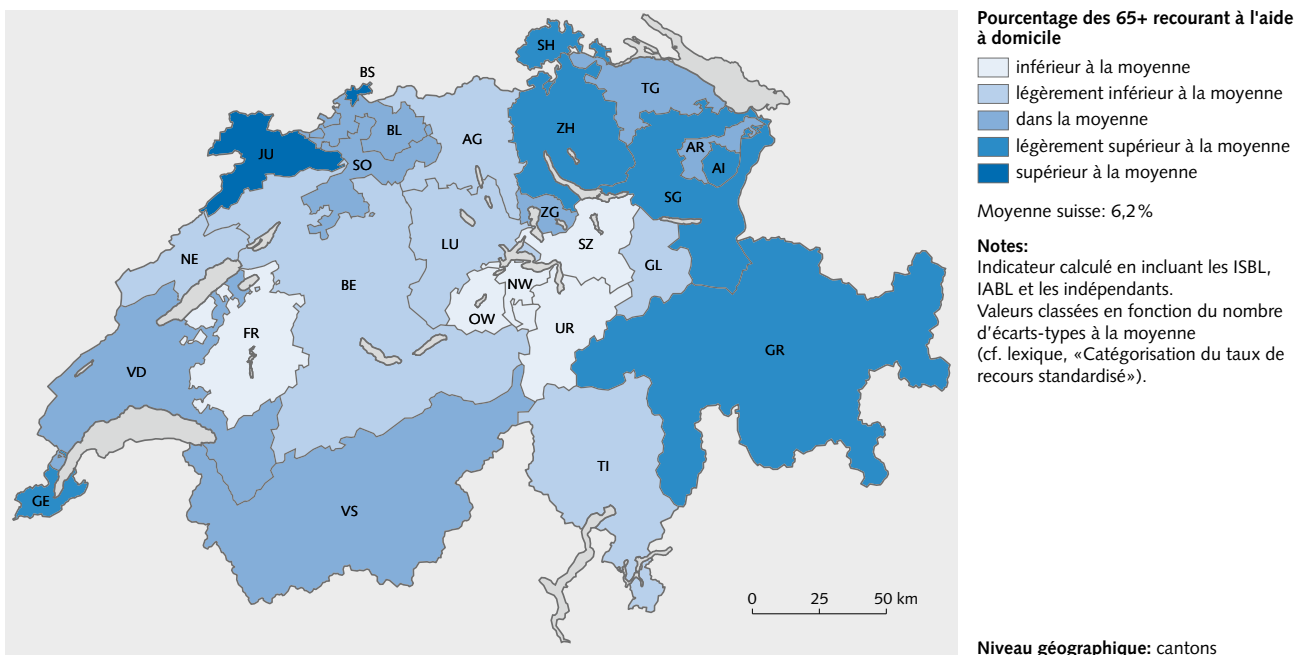 Pourcentage des 65+ recourant à l'aide
à domicile
inférieur à la moyenne
légèrement inférieur à la moyenne
dans la moyenne
légèrement supérieur à la moyenne
supérieur à la moyenne
Moyenne suisse: 6,2%
Notes:
Indicateur calculé en incluant les ISBL,
IABL et les indépendants.
Valeurs classées en fonction du nombre
d'écarts-types à la moyenne
(cf. lexique, «Catégorisation du taux de
recours standardisé»).
Niveau géographique: cantons
SH
BS
TG
BL
ZH
AG
AR
JU
SO
AI
SG
ZG
LU
SZ
NE
GL
BE
NW
OW
UR
FR
GR
VD
TI
GE
VS
0 25 50 km